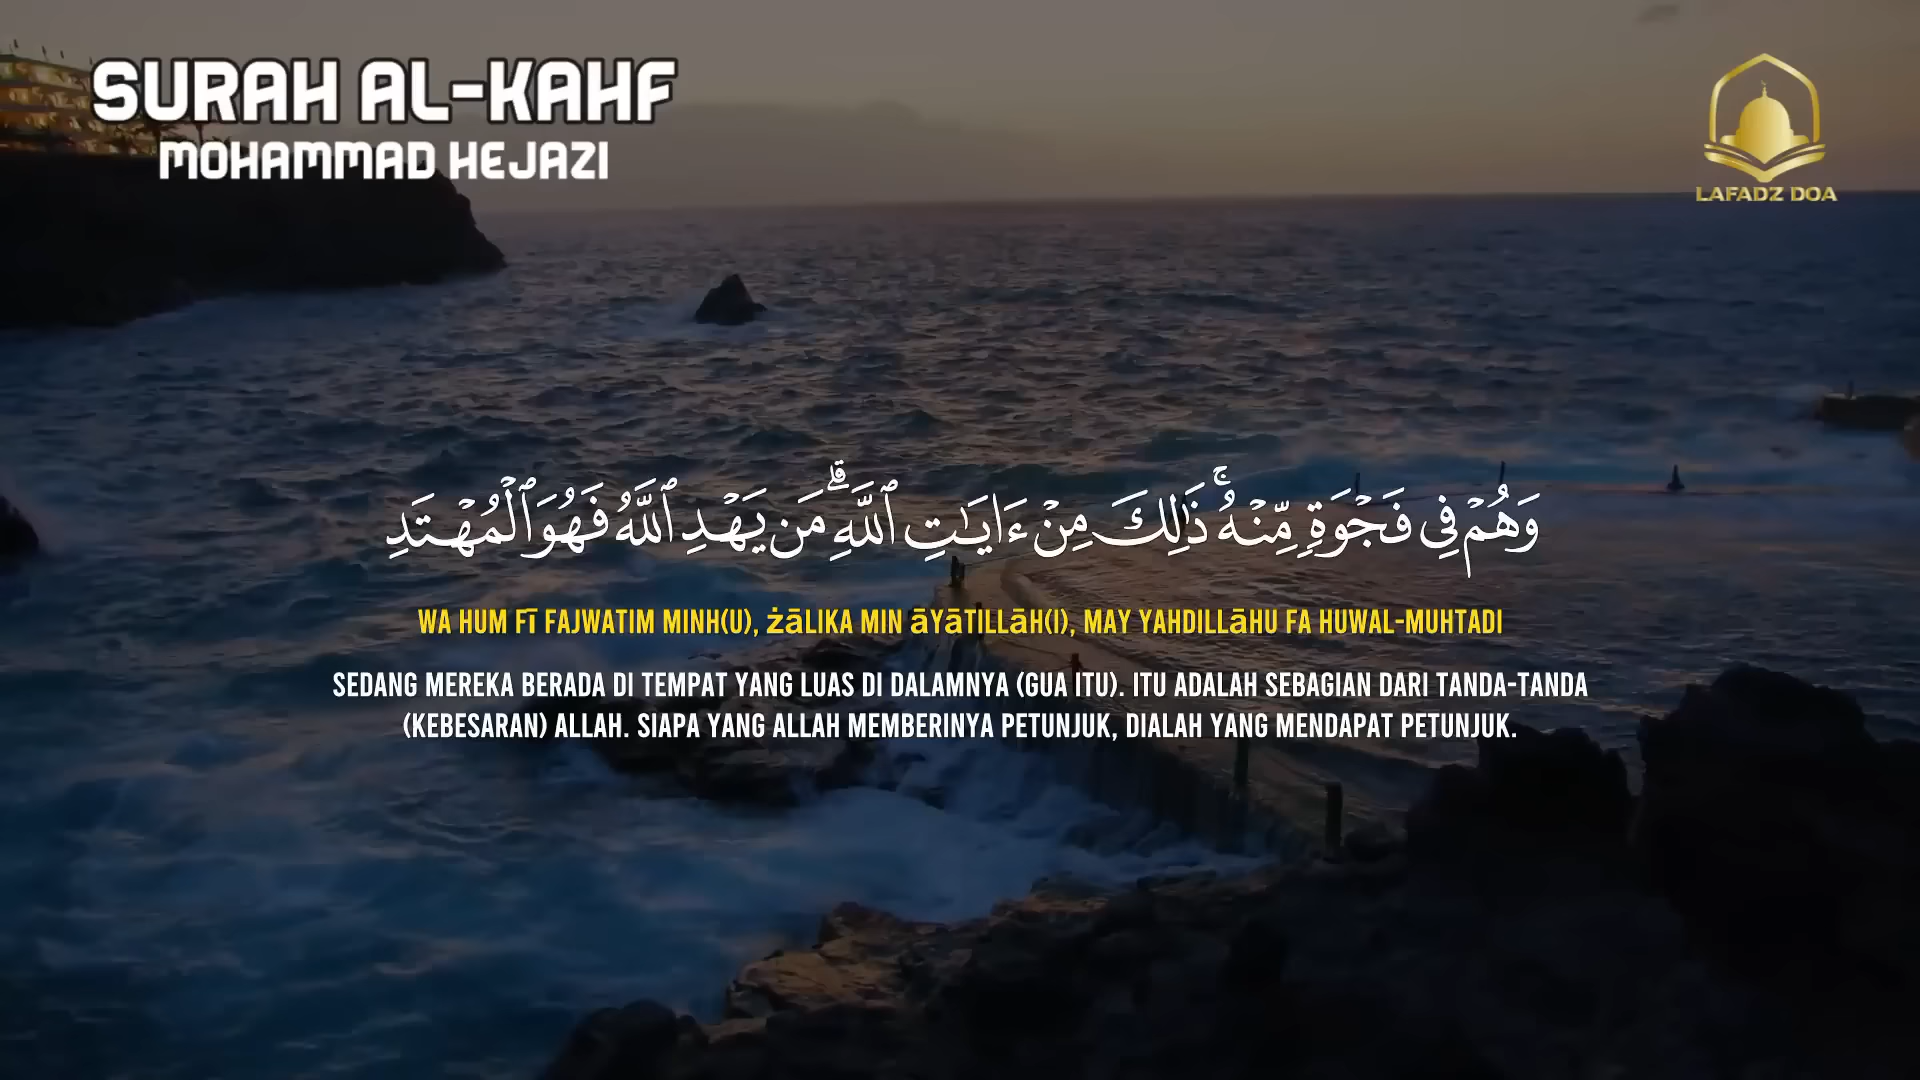 SURAH AL-KAHF
MOHAMMAD HEJAZI
LAFADZ DOA
وَهُمْ فِى فَجْوَةٍ مِّنْهُ ۚ ذَٰلِكَ مِنْ ءَايَـٰتِ ٱللَّهِ ۗ مَن يَهْدِ ٱللَّهُ فَهُوَ ٱلْمُهْتَدِ
WA HUM FĪ FAJWATIM MINH(U), ŻĀLIKA MIN ĀYĀTILLĀH(I), MAY YAHDILLĀHU FA HUWAL-MUHTADI
SEDANG MEREKA BERADA DI TEMPAT YANG LUAS DI DALAMNYA (GUA ITU). ITU ADALAH SEBAGIAN DARI TANDA-TANDA
(KEBESARAN) ALLAH. SIAPA YANG ALLAH MEMBERINYA PETUNJUK, DIALAH YANG MENDAPAT PETUNJUK.